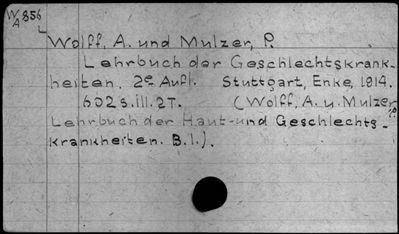 W 856
A
Wolff, A. und Mulzer, P.
Lehrbuch der Geschlechtskrank-
heiten. 2e Aufl. Stuttgart, Enke, 1914.
602 s. ill. 2T. (Wolff, A. u. Mulzer, P.
Lehrbuch der Haut- und Geschlechts-
krankheiten. B.1.).